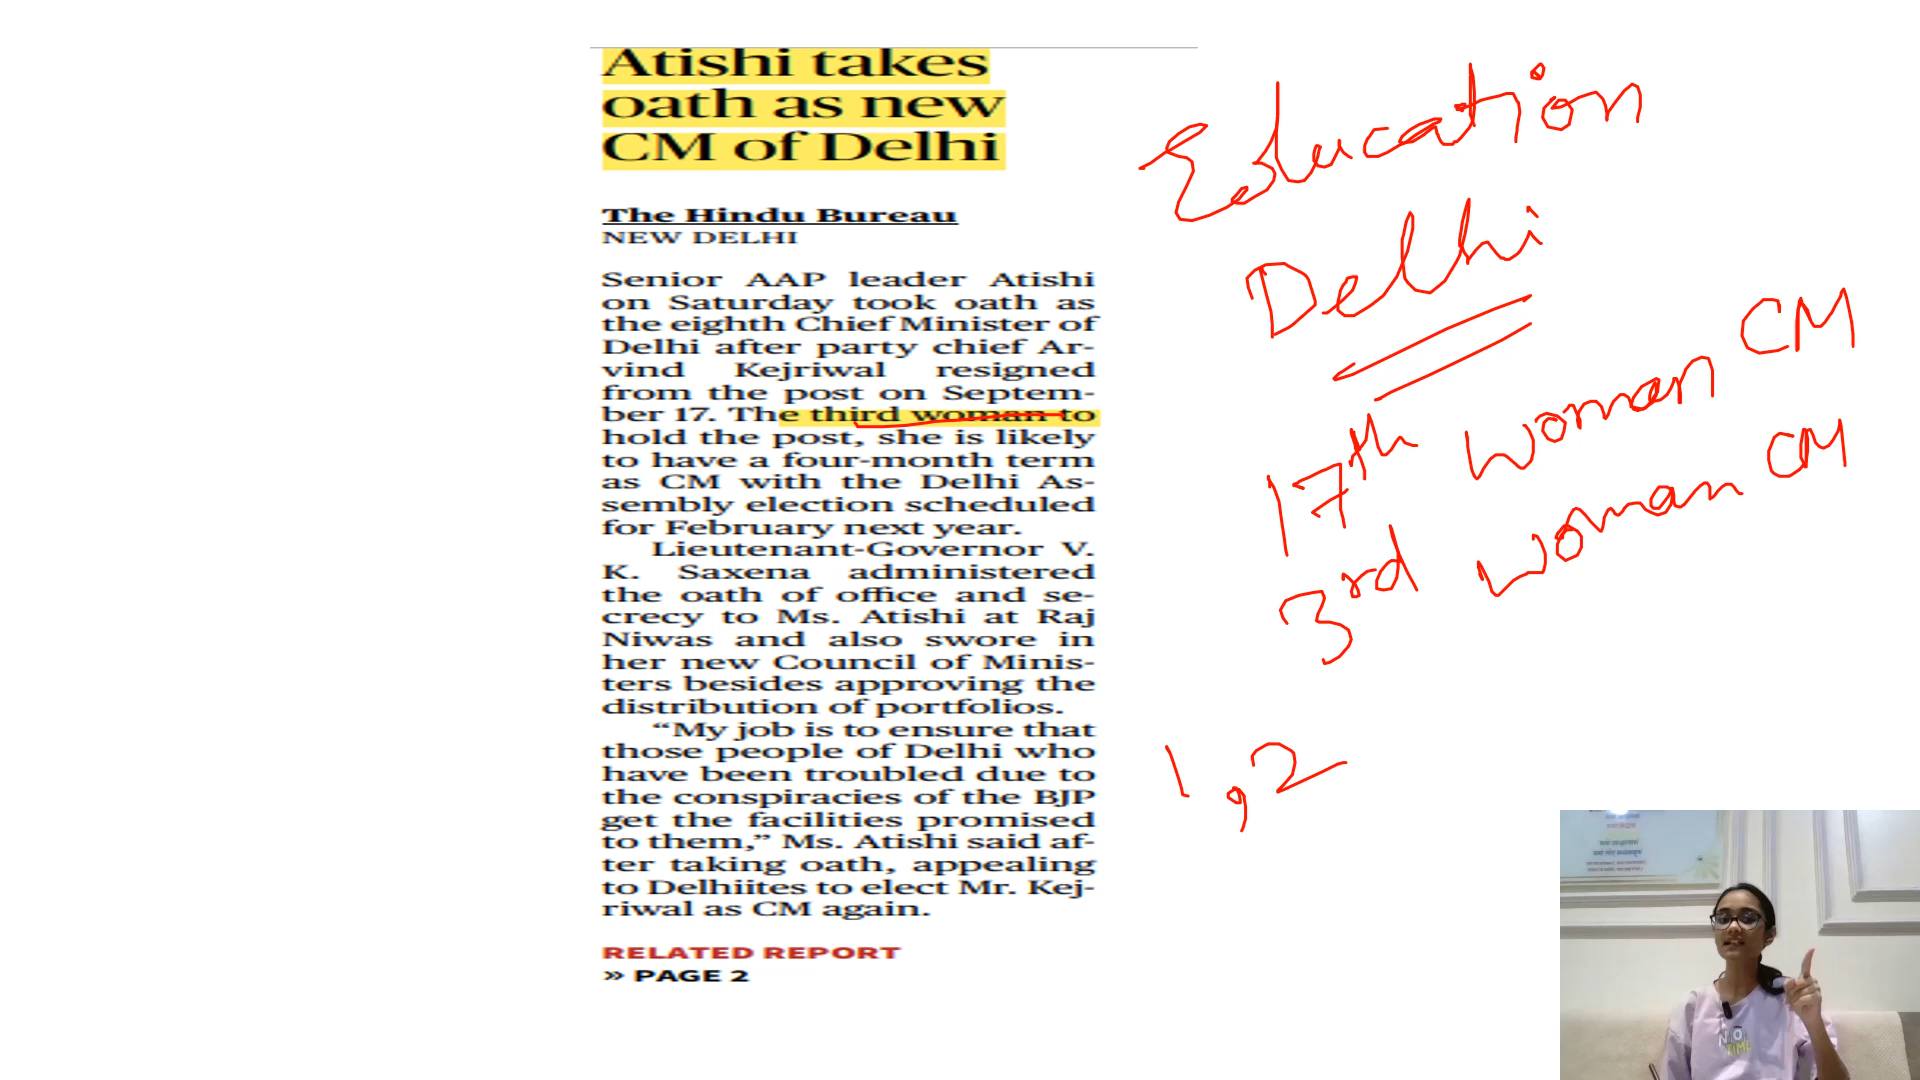 Atishi takes
oath as new
CM of Delhi
The Hindu Bureau
NEW DELHI
Senior AAP leader Atishi
on Saturday took oath as
the eighth Chief Minister of
Delhi after party chief Ar-
vind Kejriwal resigned
from the post on Septem-
ber 17. The third woman to
hold the post, she is likely
to have a four-month term
as CM with the Delhi As-
sembly election scheduled
for February next year.
Lieutenant-Governor V.
K. Saxena administered
the oath of office and se-
crecy to Ms. Atishi at Raj
Niwas and also swore in
her new Council of Minis-
ters besides approving the
distribution of portfolios.
“My job is to ensure that
those people of Delhi who
have been troubled due to
the conspiracies of the BJP
get the facilities promised
to them,” Ms. Atishi said af-
ter taking oath, appealing
to Delhiites to elect Mr. Kej-
riwal as CM again.
RELATED REPORT
» PAGE 2
Education
Delhi
17th woman CM
3rd woman CM
1, 2
TIME